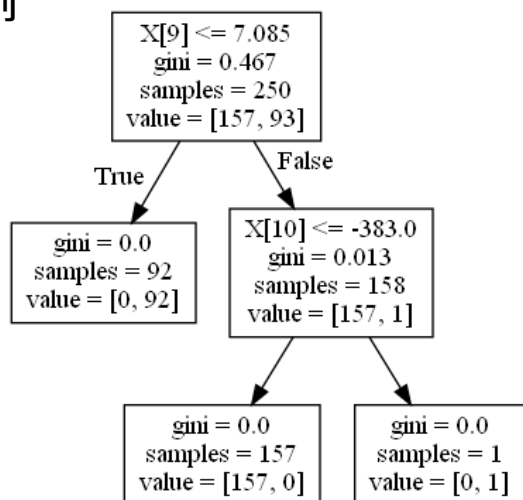 X[9] <= 7.085
gini = 0.467
samples = 250
value = [157, 93]
True
False
gini = 0.0
samples = 92
value = [0, 92]
X[10] <= -383.0
gini = 0.013
samples = 158
value = [157, 1]
gini = 0.0
samples = 157
value = [157, 0]
gini = 0.0
samples = 1
value = [0, 1]